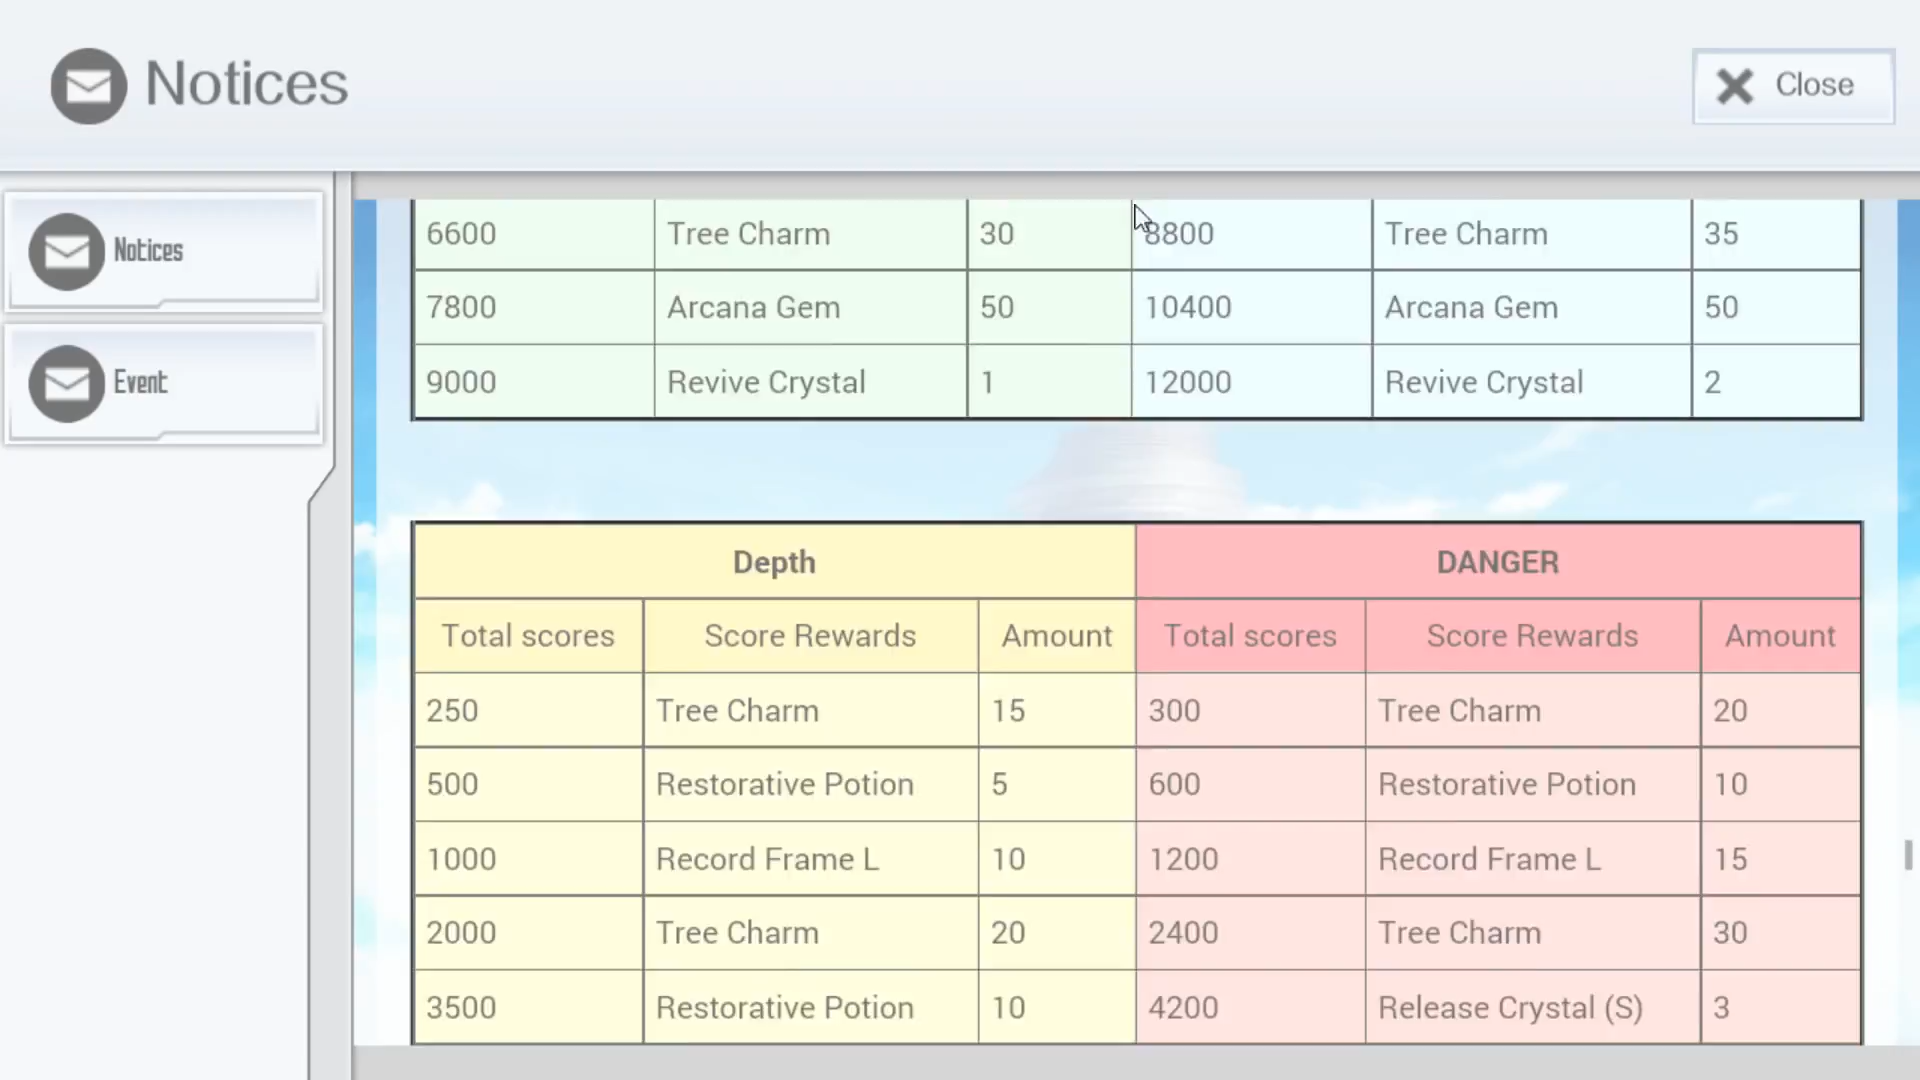 Notices
Close
Notices
Event
6600 Tree Charm 30 8800 Tree Charm 35
7800 Arcana Gem 50 10400 Arcana Gem 50
9000 Revive Crystal 1 12000 Revive Crystal 2
Depth DANGER
Total scores Score Rewards Amount Total scores Score Rewards Amount
250 Tree Charm 15 300 Tree Charm 20
500 Restorative Potion 5 600 Restorative Potion 10
1000 Record Frame L 10 1200 Record Frame L 15
2000 Tree Charm 20 2400 Tree Charm 30
3500 Restorative Potion 10 4200 Release Crystal (S) 3